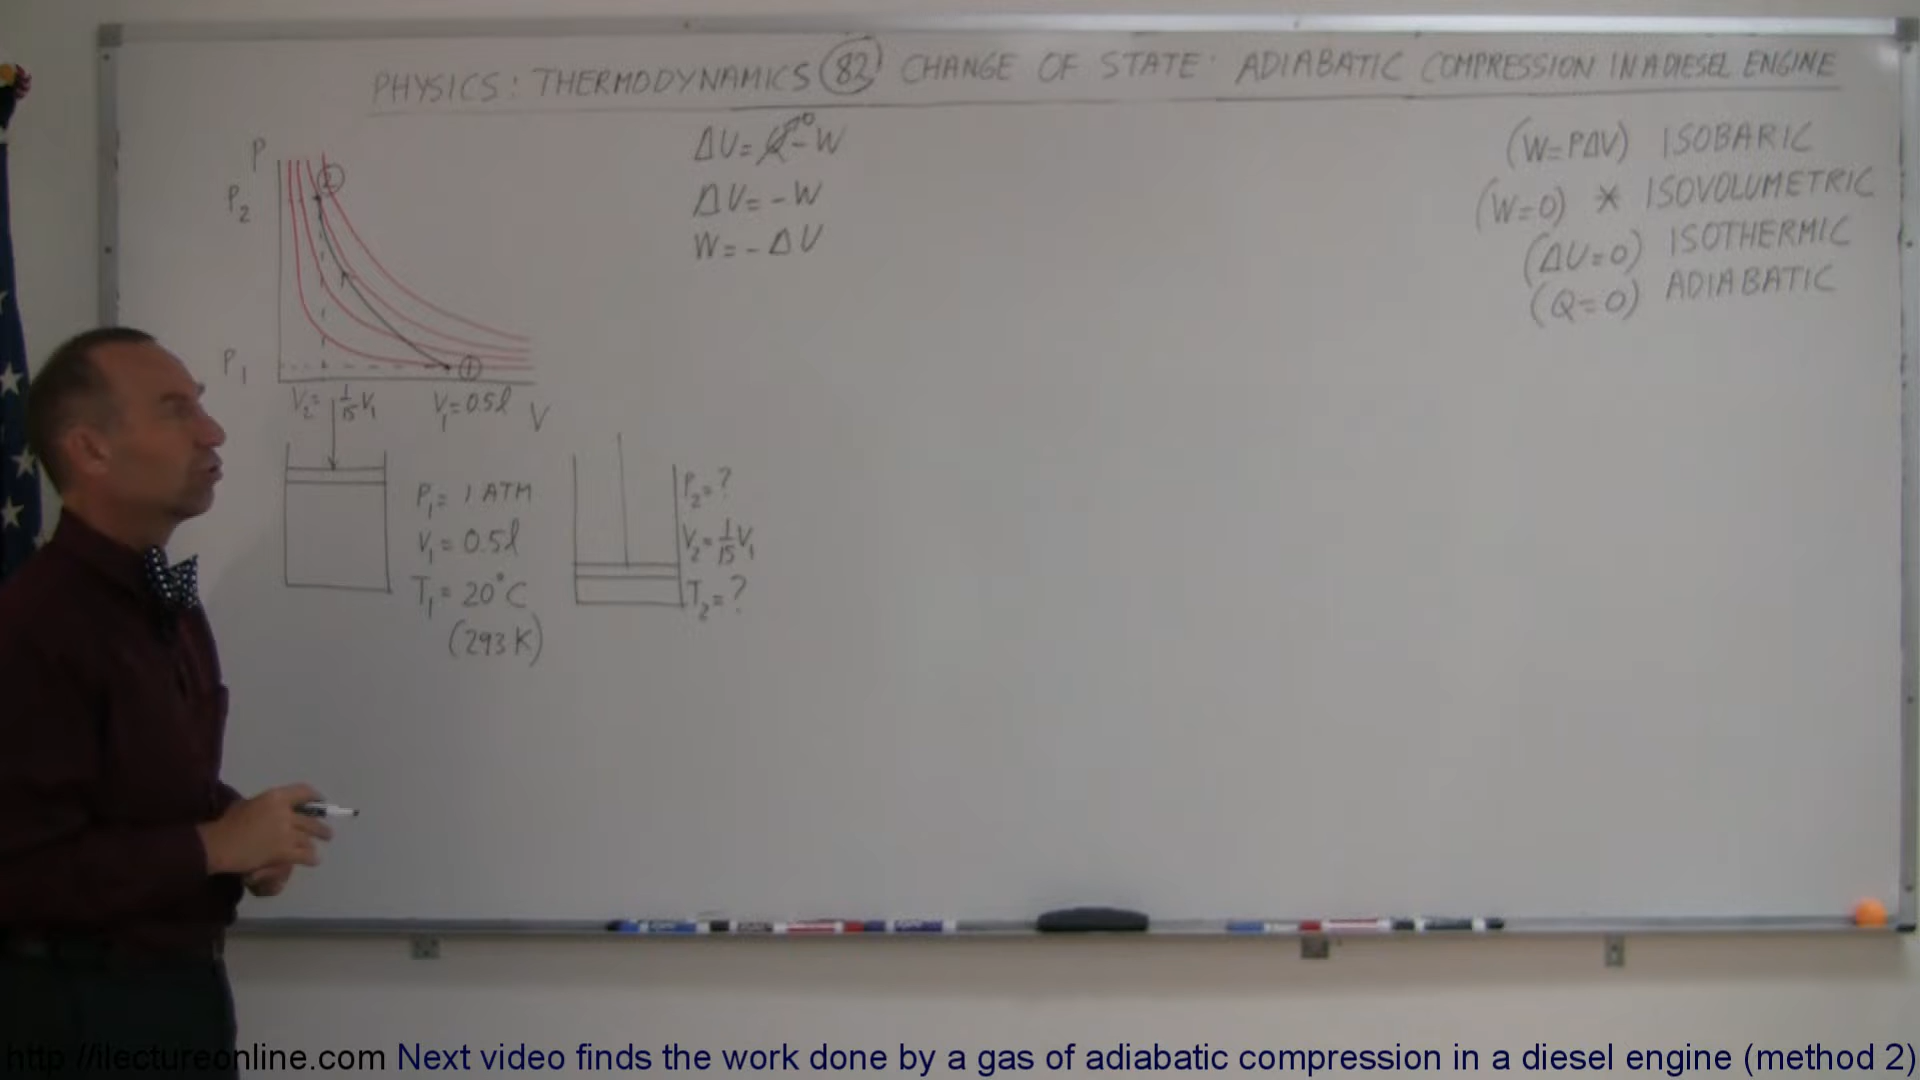 PHYSICS: THERMODYNAMICS 82 CHANGE OF STATE: ADIABATIC COMPRESSION IN A DIESEL ENGINE
P
P2
P1
2
1
V2 = 1/15 V1
V1 = 0.5 l
V
ΔU = Q⁰ - W
ΔU = - W
W = - ΔU
(W=PΔV) ISOBARIC
(W=0) * ISOVOLUMETRIC
(ΔU=0) ISOTHERMIC
(Q=0) ADIABATIC
P1 = 1 ATM
V1 = 0.5 l
T1 = 20°C
(293 K)
P2 = ?
V2 = 1/15 V1
T2 = ?
http://ilectureonline.com Next video finds the work done by a gas of adiabatic compression in a diesel engine (method 2)